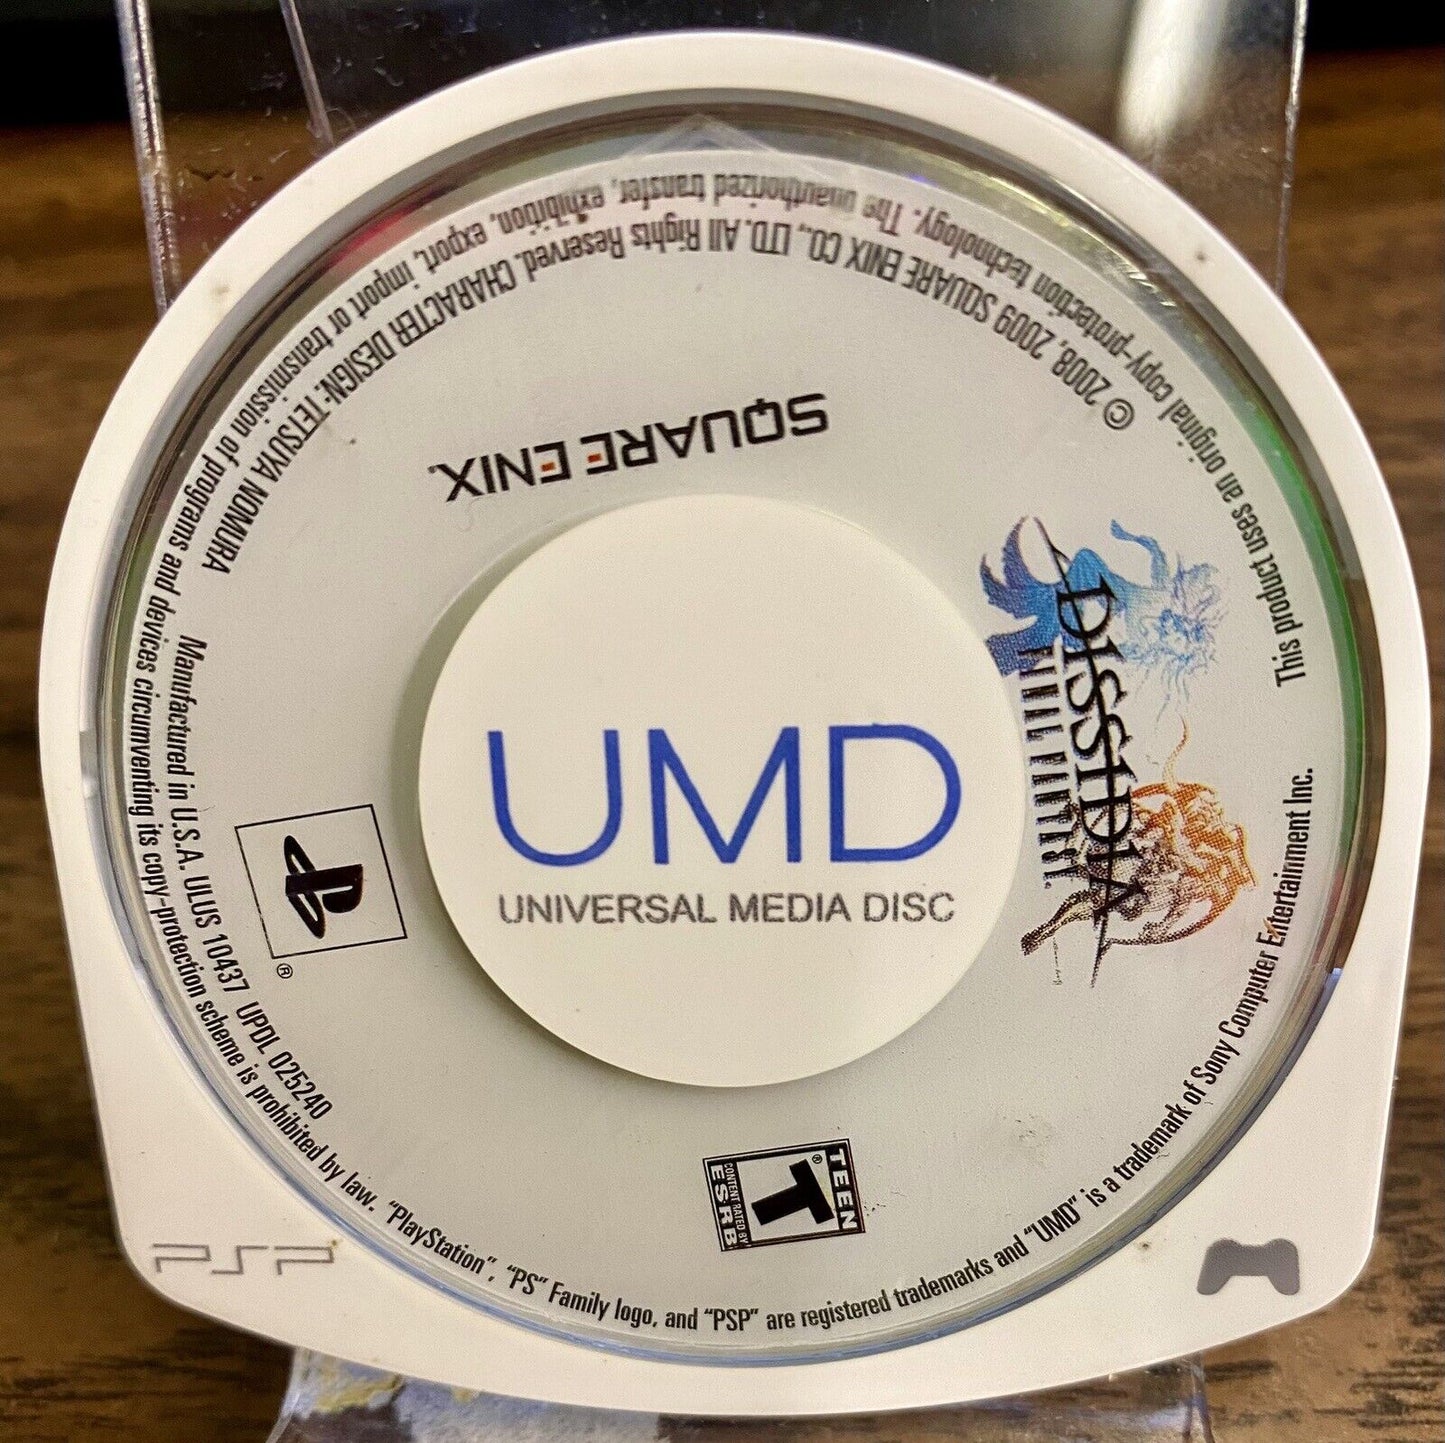 UMD
UNIVERSAL MEDIA DISC
SQUARE ENIX®
DISSIDIA
FINAL FANTASY®
© 2008, 2009 SQUARE ENIX CO., LTD. All Rights Reserved. CHARACTER DESIGN: TETSUYA NOMURA
Manufactured in U.S.A. ULUS 10437 UPDL 025240
This product uses an original copy-protection technology. The unauthorized transfer, exhibition, export, import or transmission of programs and devices circumventing its copy-protection scheme is prohibited by law. “PlayStation”, “PS” Family logo, and “PSP” are registered trademarks and “UMD” is a trademark of Sony Computer Entertainment Inc.
®
TEEN
T®
CONTENT RATED BY
ESRB
PSP